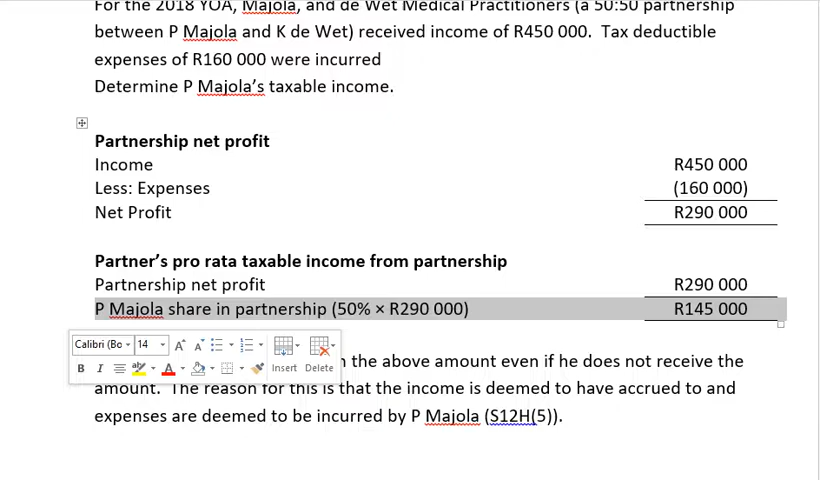 For the 2018 YOA, Majola, and de Wet Medical Practitioners (a 50:50 partnership
between P Majola and K de Wet) received income of R450 000. Tax deductible
expenses of R160 000 were incurred
Determine P Majola's taxable income.
Partnership net profit
Income R450 000
Less: Expenses (160 000)
Net Profit R290 000
Partner's pro rata taxable income from partnership
Partnership net profit R290 000
P Majola share in partnership (50% × R290 000) R145 000
Calibri (Bo 14 A A
B I A Insert Delete
the above amount even if he does not receive the
amount. The reason for this is that the income is deemed to have accrued to and
expenses are deemed to be incurred by P Majola (S12H(5)).